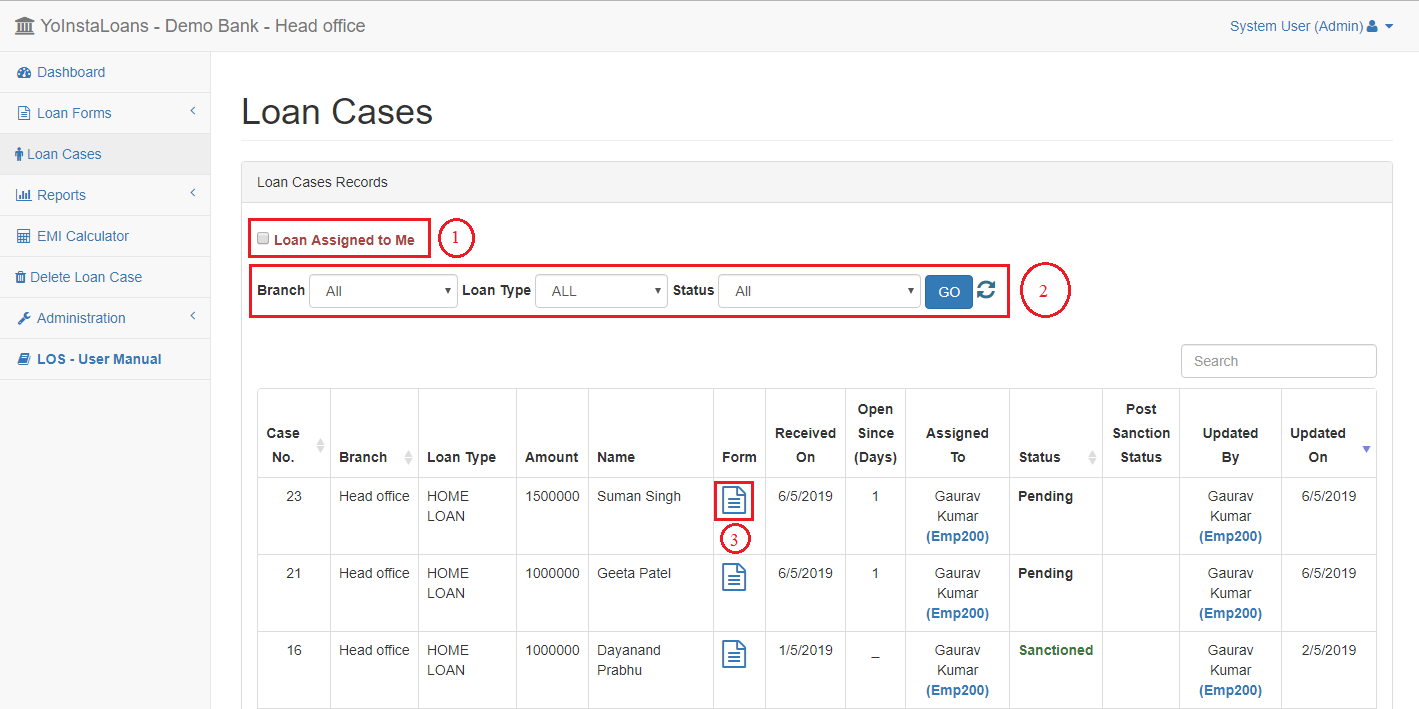 YoInstaLoans - Demo Bank - Head office
System User (Admin)
Dashboard
Loan Forms
Loan Cases
Reports
EMI Calculator
Delete Loan Case
Administration
LOS - User Manual
Loan Cases
Loan Cases Records
Loan Assigned to Me
1
Branch All Loan Type ALL Status All GO
2
Search
Case No. Branch Loan Type Amount Name Form Received On Open Since (Days) Assigned To Status Post Sanction Status Updated By Updated On
23 Head office HOME LOAN 1500000 Suman Singh 6/5/2019 1 Gaurav Kumar (Emp200) Pending Gaurav Kumar (Emp200) 6/5/2019
3
21 Head office HOME LOAN 1000000 Geeta Patel 6/5/2019 1 Gaurav Kumar (Emp200) Pending Gaurav Kumar (Emp200) 6/5/2019
16 Head office HOME LOAN 1000000 Dayanand Prabhu 1/5/2019 _ Gaurav Kumar (Emp200) Sanctioned Gaurav Kumar (Emp200) 2/5/2019